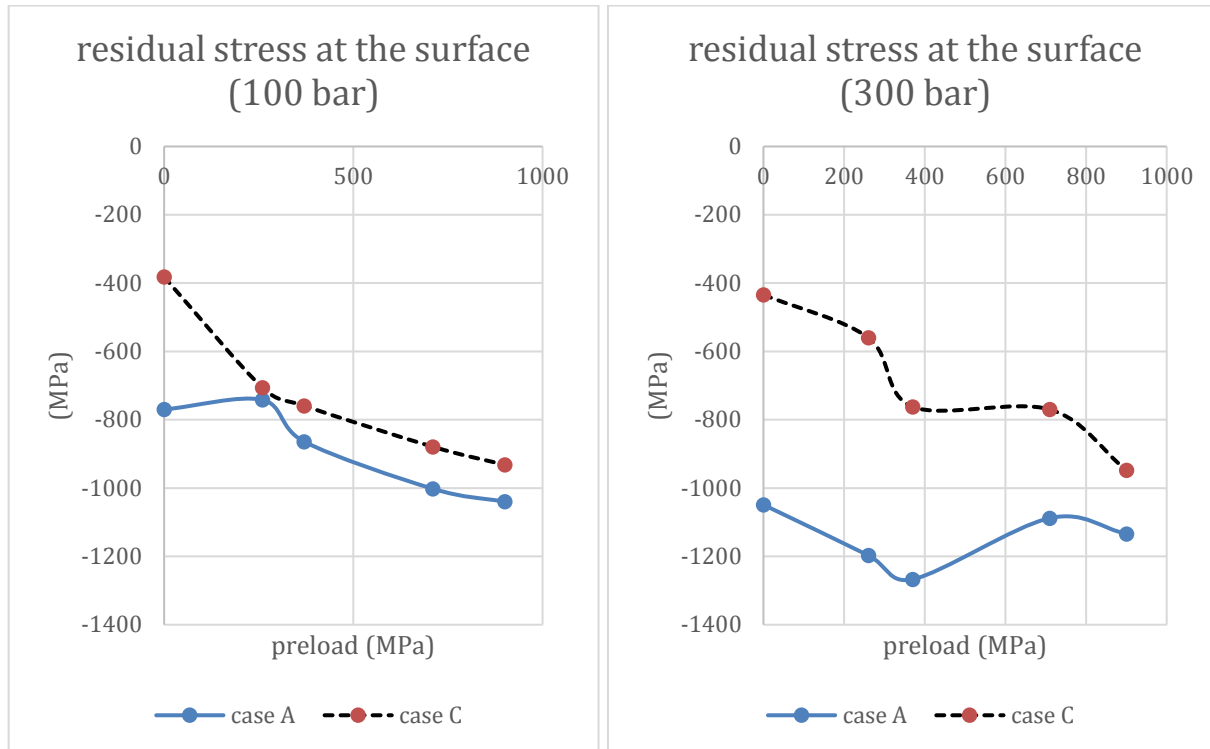 residual stress at the surface
(100 bar)
0
0
500
1000
-200
-400
-600
-800
-1000
-1200
-1400
(MPa)
preload (MPa)
case A
case C
residual stress at the surface
(300 bar)
0
0
200
400
600
800
1000
-200
-400
-600
-800
-1000
-1200
-1400
(MPa)
preload (MPa)
case A
case C